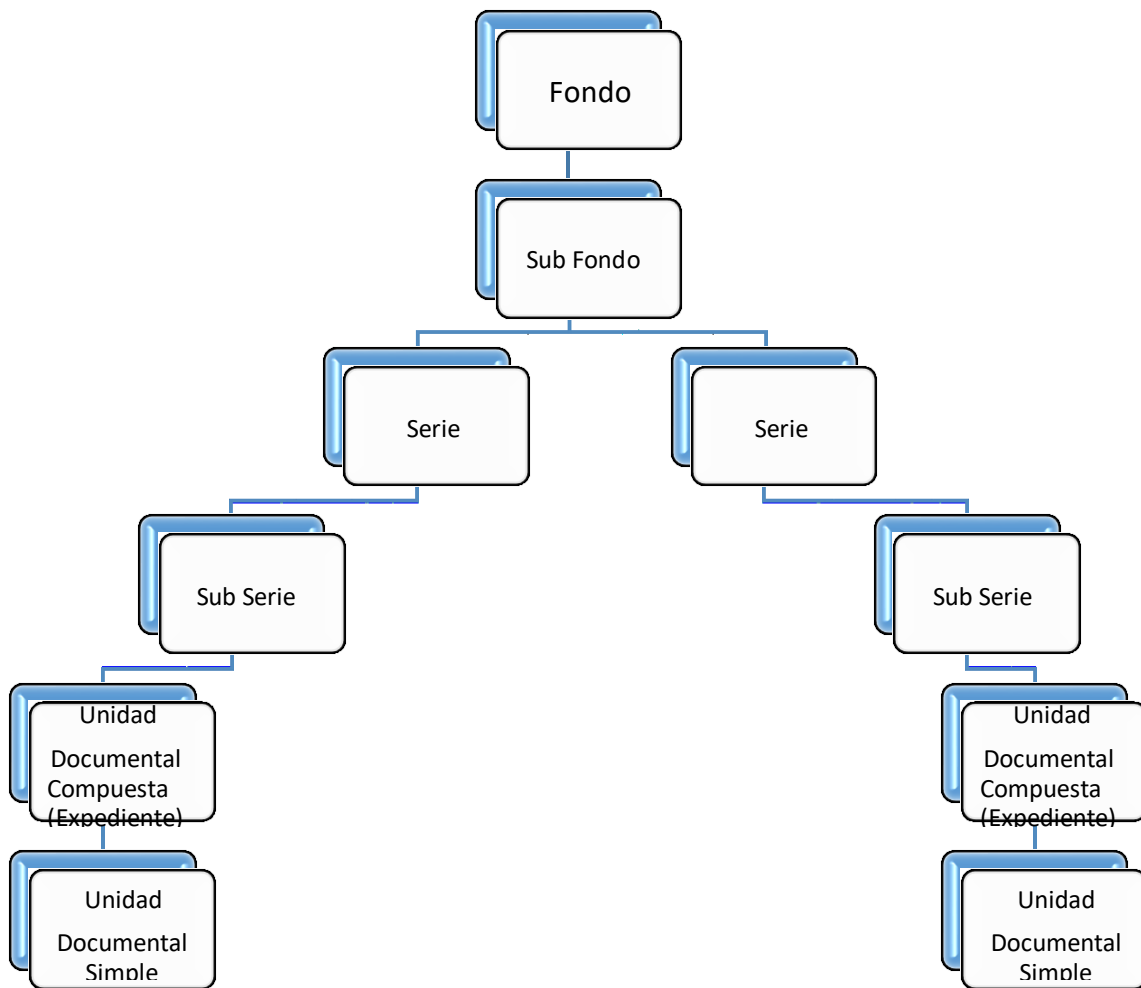 Fondo
Sub Fondo
Serie
Serie
Sub Serie
Sub Serie
Unidad
Documental
Compuesta
(Expediente)
Unidad
Documental
Compuesta
(Expediente)
Unidad
Documental
Simple
Unidad
Documental
Simple